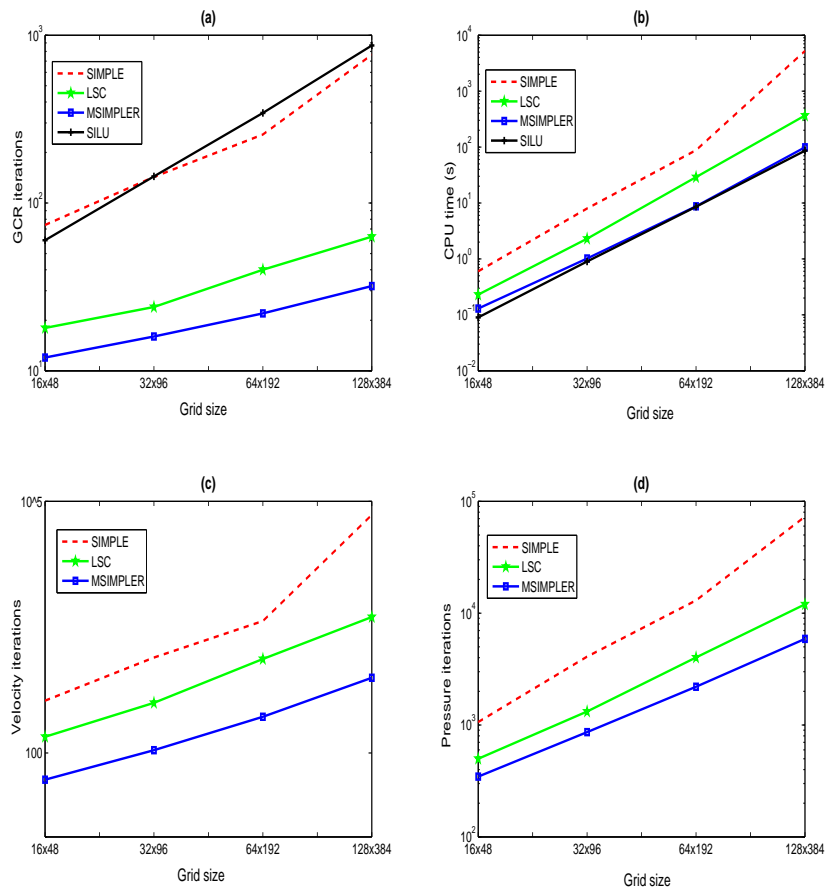 (a)
10^3
10^2
10^1
GCR iterations
SIMPLE
LSC
MSIMPLER
SILU
16x48
32x96
64x192
128x384
Grid size
(b)
10^4
10^3
10^2
10^1
10^0
10^-1
10^-2
CPU time (s)
SIMPLE
LSC
MSIMPLER
SILU
16x48
32x96
64x192
128x384
Grid size
(c)
10^5
100
Velocity iterations
SIMPLE
LSC
MSIMPLER
16x48
32x96
64x192
128x384
Grid size
(d)
10^5
10^4
10^3
10^2
Pressure iterations
SIMPLE
LSC
MSIMPLER
16x48
32x96
64x192
128x384
Grid size